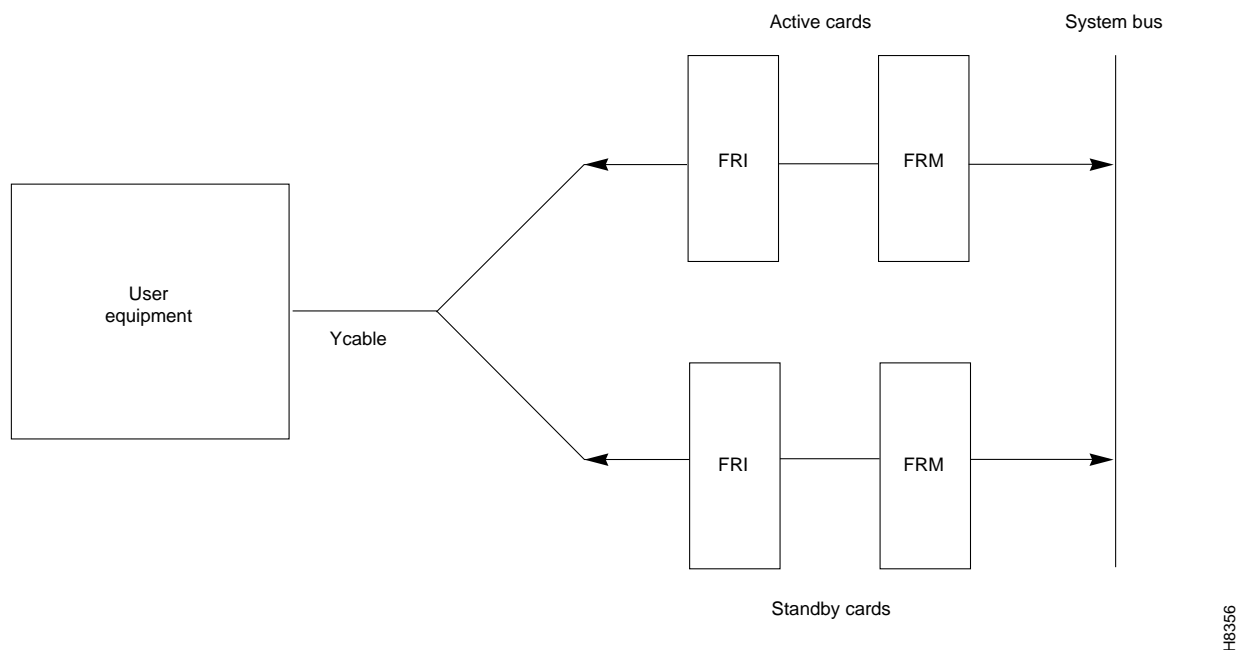 Active cards
System bus
FRI
FRM
User
equipment
Ycable
FRI
FRM
Standby cards
H8356